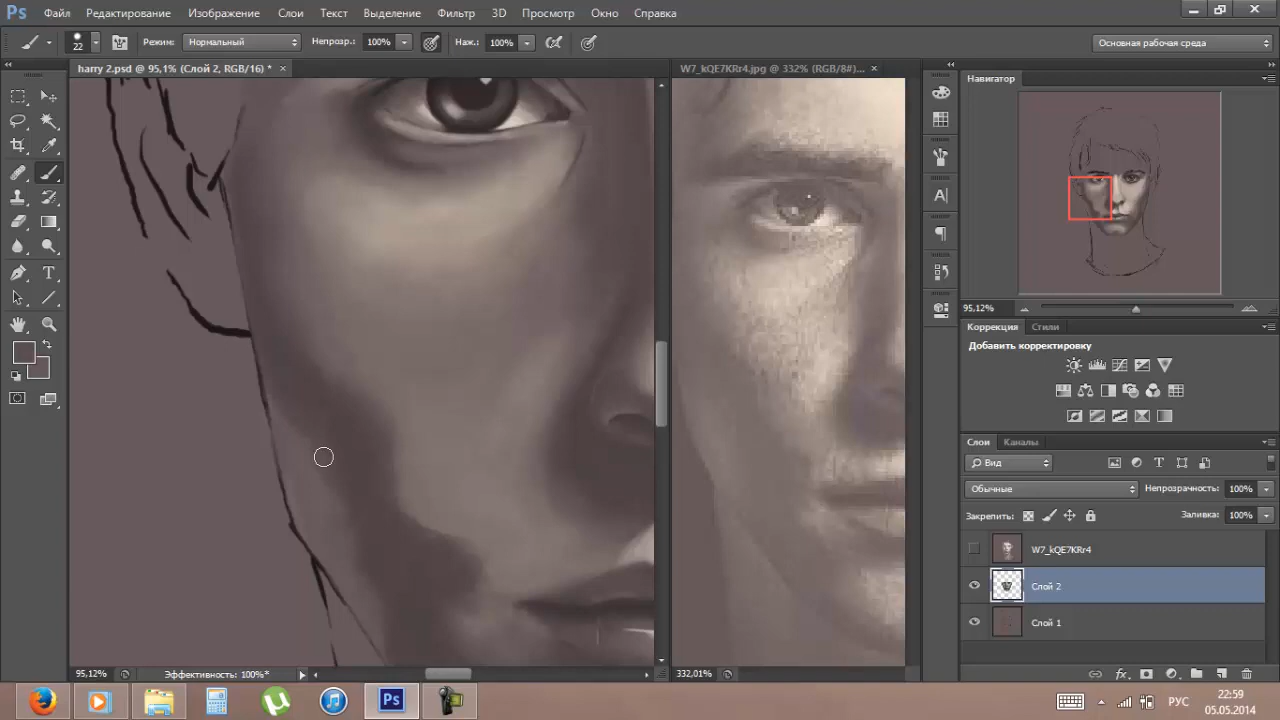 Ps Файл Редактирование Изображение Слои Текст Выделение Фильтр 3D Просмотр Окно Справка
22 Режим: Нормальный Непрозр.: 100% Наж.: 100% Основная рабочая среда
harry 2.psd @ 95,1% (Слой 2, RGB/16) * × W7_kQE7KRr4.jpg @ 332% (RGB/8#)... ×
Навигатор
95,12%
Коррекция Стили
Добавить корректировку
Слои Каналы
Вид
Обычные Непрозрачность: 100%
Закрепить: Заливка: 100%
W7_kQE7KRr4
Слой 2
Слой 1
95,12% Эффективность: 100%* 332,01%
Ps РУС 22:59
05.05.2014